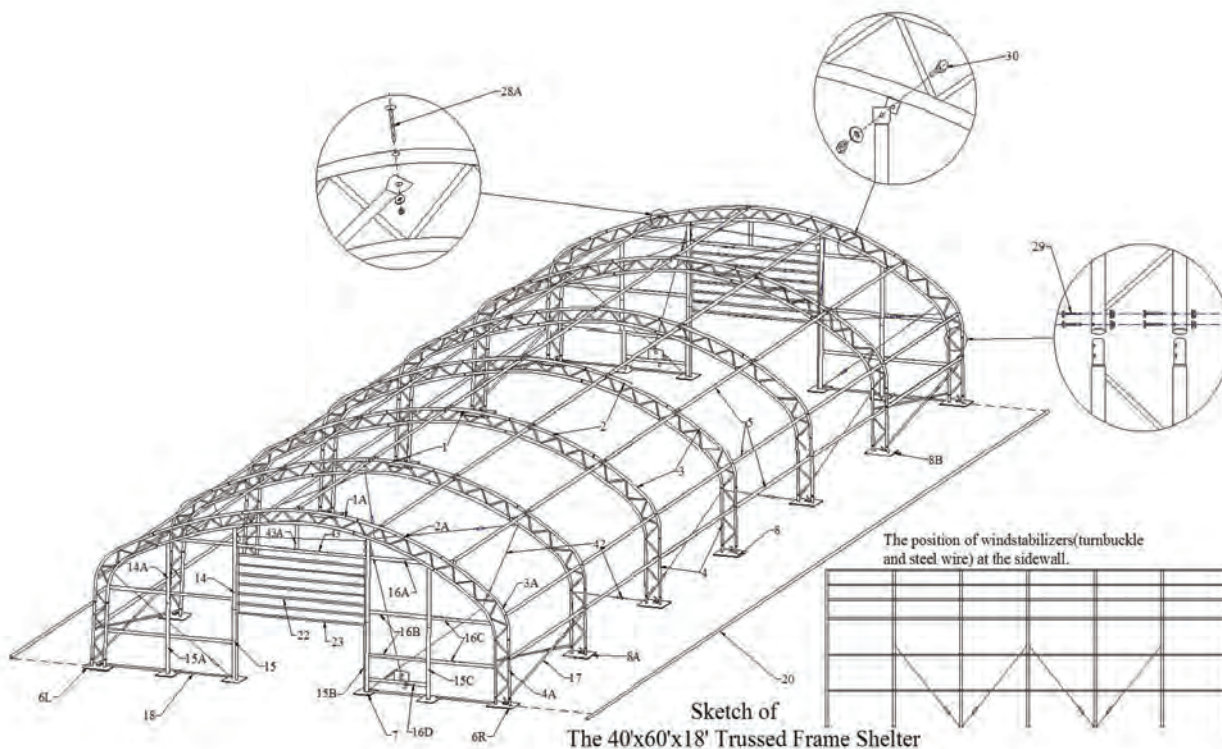 28A
30
29
1
2
3
5
8B
1A
2A
43A
43
42
14A
14
16A
3A
4
8
22
23
16B
16C
15A
15
15B
15C
4A
17
8A
20
6L
18
7
16D
6R
The position of windstabilizers(turnbuckle
and steel wire) at the sidewall.
Sketch of
The 40'x60'x18' Trussed Frame Shelter